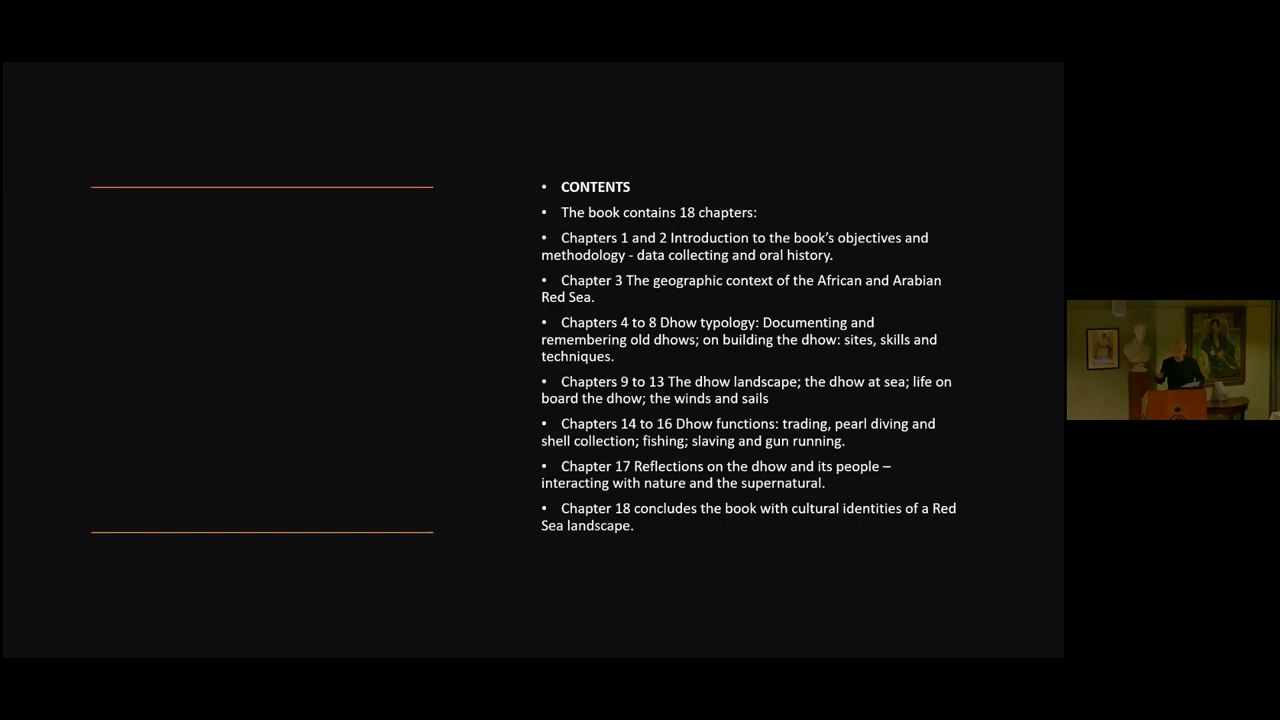 • CONTENTS
• The book contains 18 chapters:
• Chapters 1 and 2 Introduction to the book’s objectives and
methodology - data collecting and oral history.
• Chapter 3 The geographic context of the African and Arabian
Red Sea.
• Chapters 4 to 8 Dhow typology: Documenting and
remembering old dhows; on building the dhow: sites, skills and
techniques.
• Chapters 9 to 13 The dhow landscape; the dhow at sea; life on
board the dhow; the winds and sails
• Chapters 14 to 16 Dhow functions: trading, pearl diving and
shell collection; fishing; slaving and gun running.
• Chapter 17 Reflections on the dhow and its people –
interacting with nature and the supernatural.
• Chapter 18 concludes the book with cultural identities of a Red
Sea landscape.